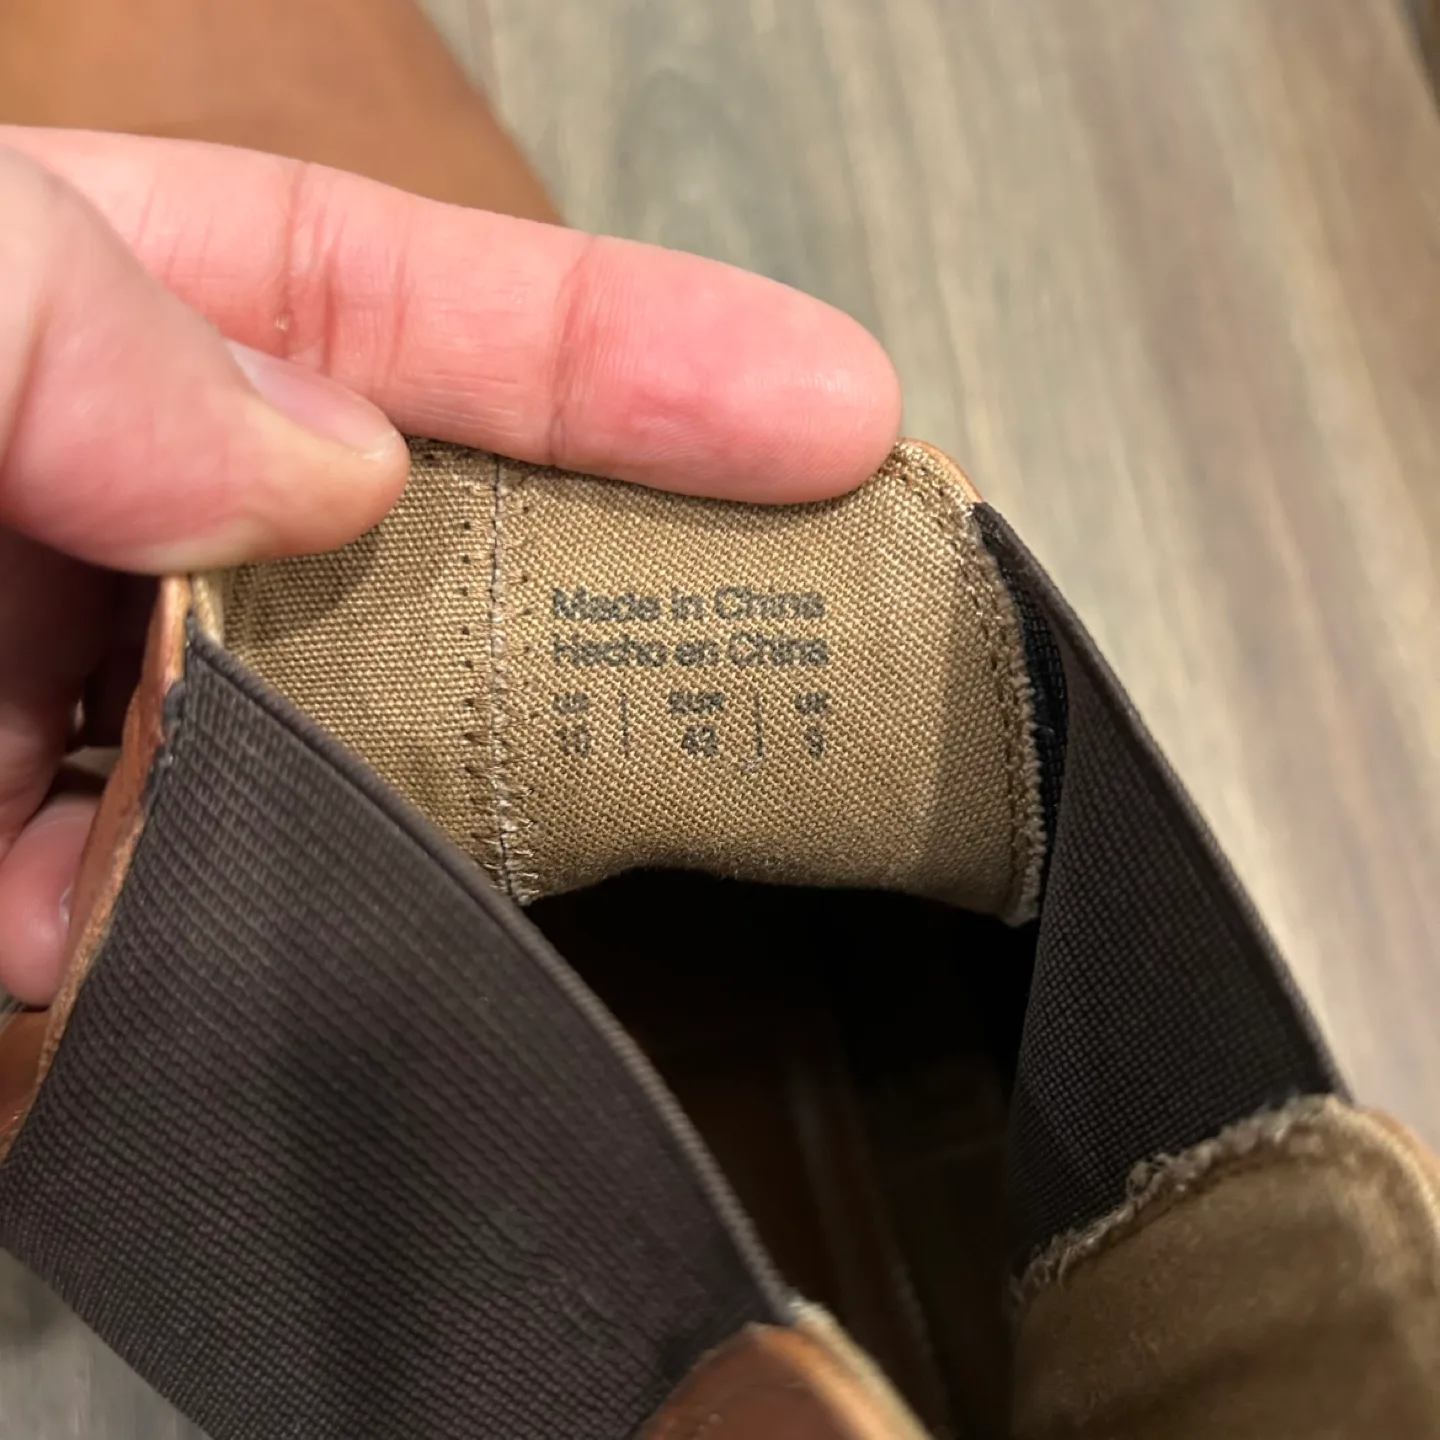 Made in China
Hecho en China
US | EUR | UK
10 | 43 | 9